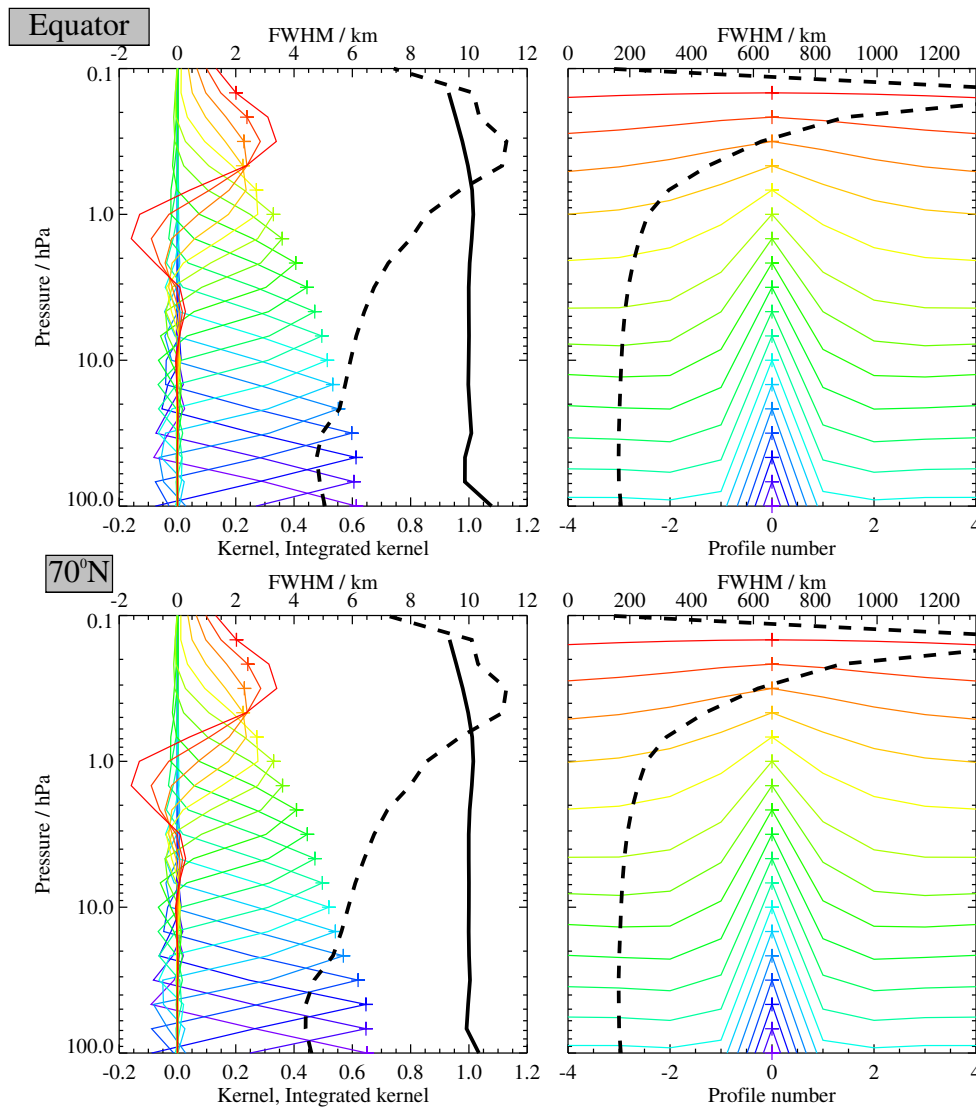 Equator
FWHM / km
-2 0 2 4 6 8 10 12
FWHM / km
0 200 400 600 800 1000 1200
Pressure / hPa
0.1
1.0
10.0
100.0
-0.2 0.0 0.2 0.4 0.6 0.8 1.0 1.2
Kernel, Integrated kernel
-4 -2 0 2 4
Profile number
70⁰N
FWHM / km
-2 0 2 4 6 8 10 12
FWHM / km
0 200 400 600 800 1000 1200
Pressure / hPa
0.1
1.0
10.0
100.0
-0.2 0.0 0.2 0.4 0.6 0.8 1.0 1.2
Kernel, Integrated kernel
-4 -2 0 2 4
Profile number